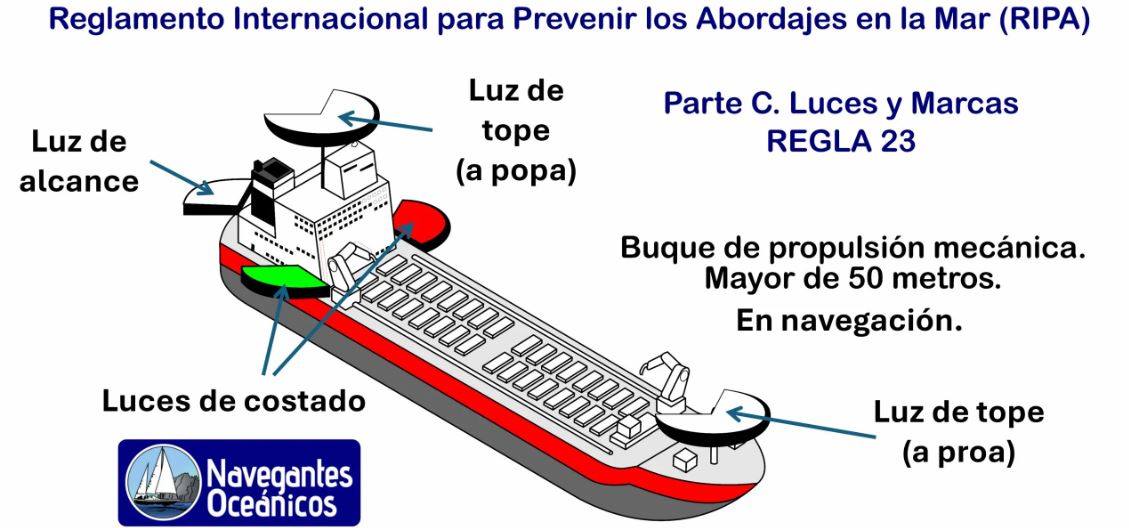 Reglamento Internacional para Prevenir los Abordajes en la Mar (RIPA)
Luz de
tope
(a popa)
Parte C. Luces y Marcas
REGLA 23
Luz de
alcance
Buque de propulsión mecánica.
Mayor de 50 metros.
En navegación.
Luces de costado
Luz de tope
(a proa)
Navegantes
Oceánicos